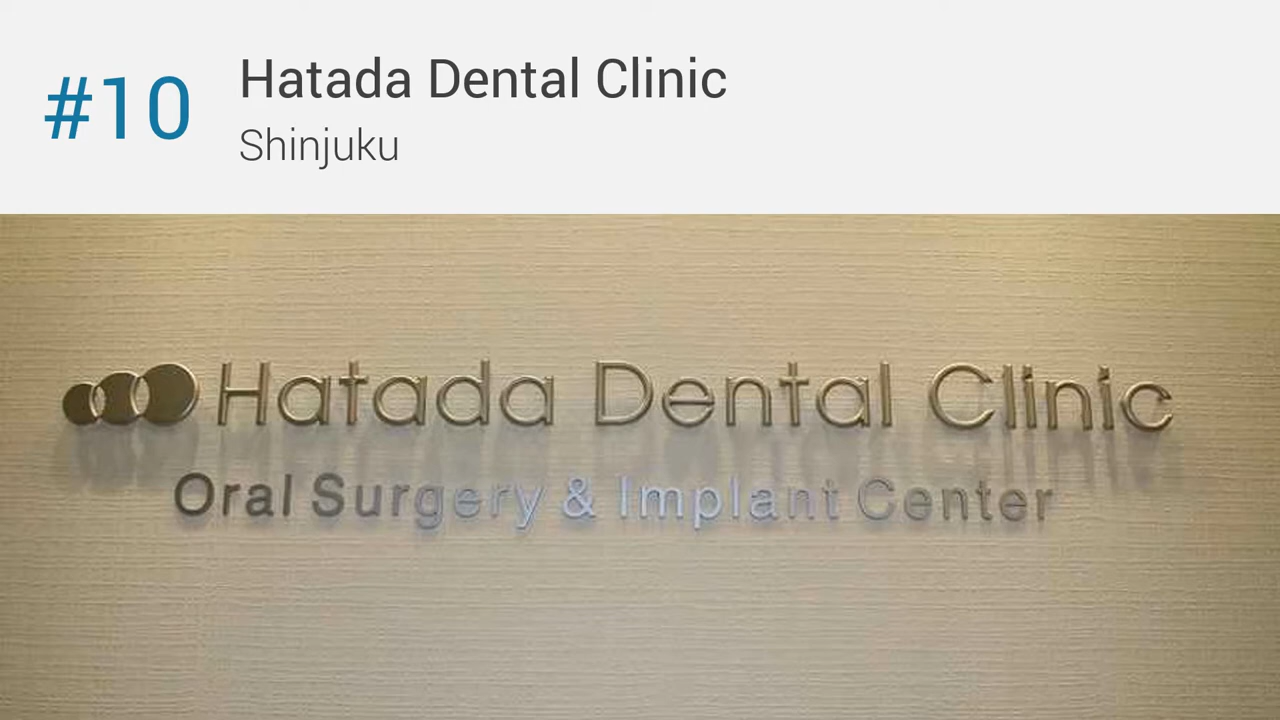 #10
Hatada Dental Clinic
Shinjuku
Hatada Dental Clinic
Oral Surgery & Implant Center